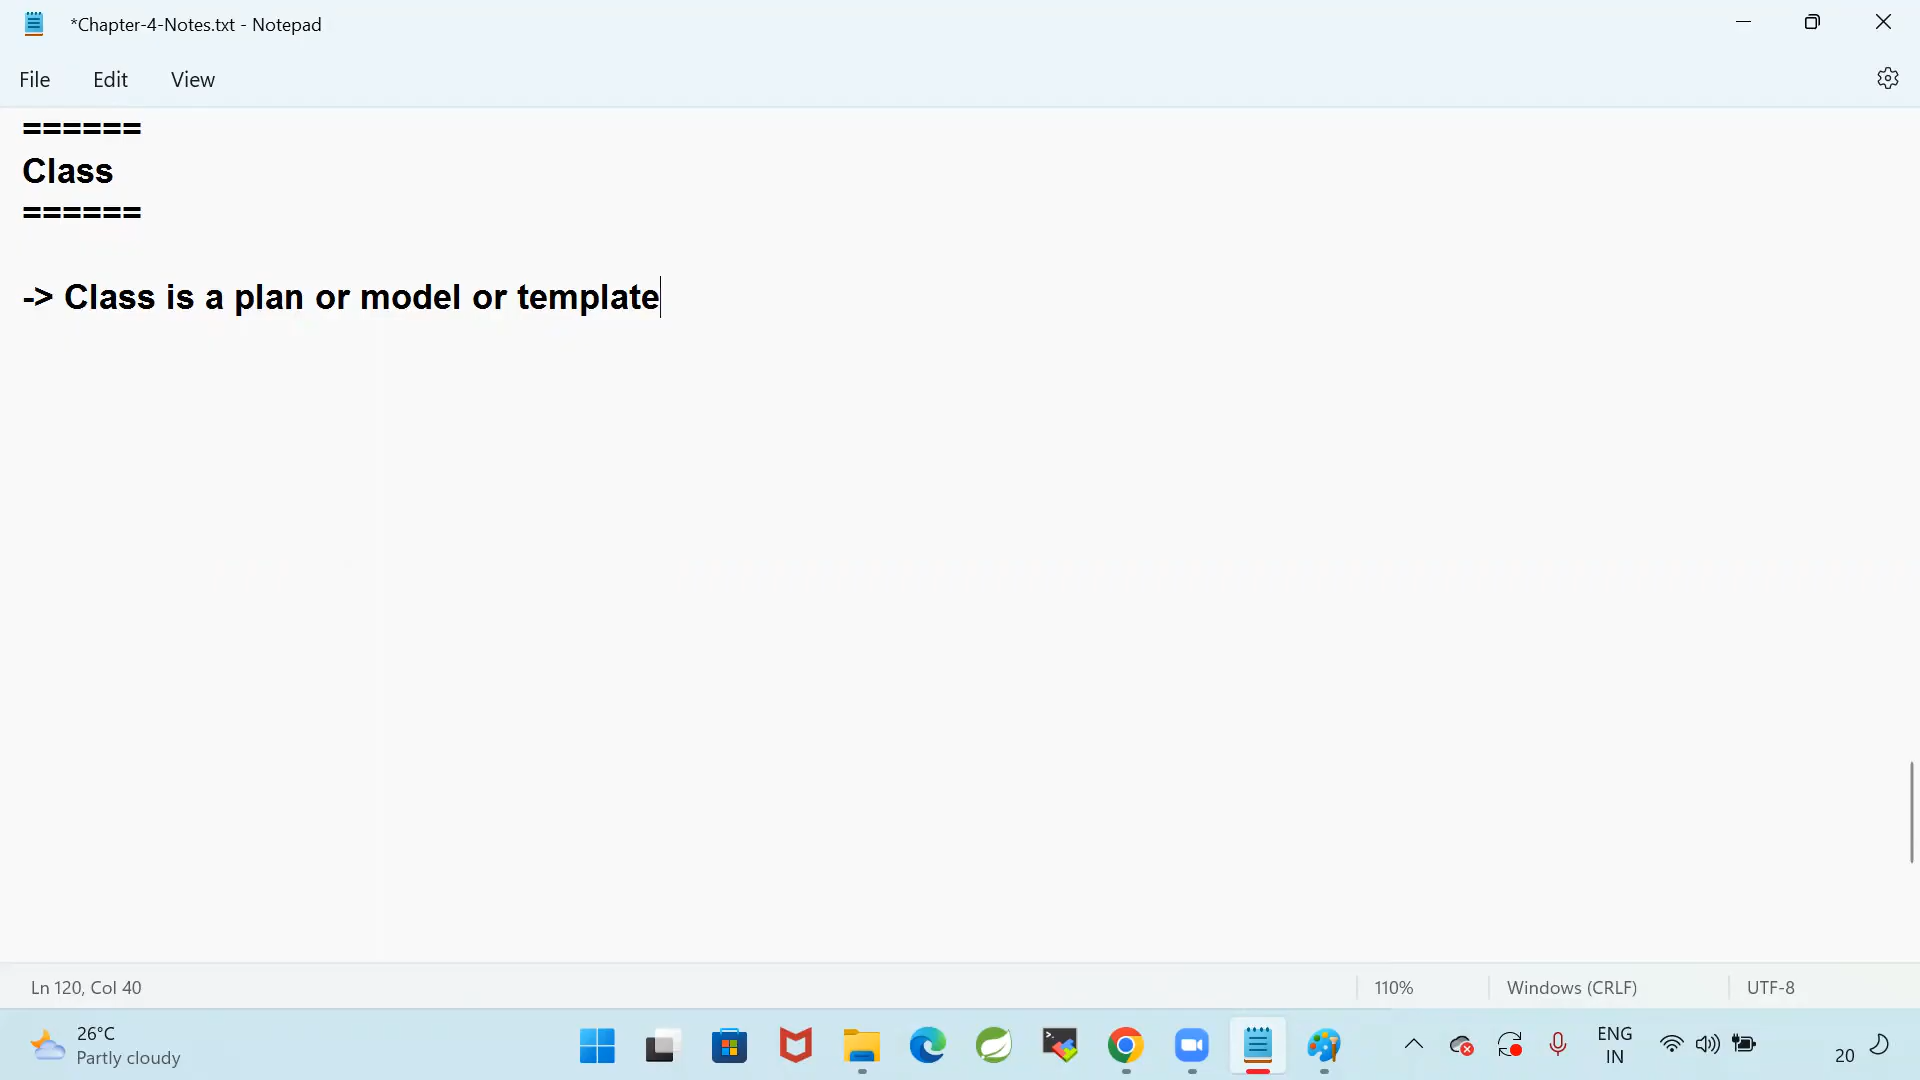 *Chapter-4-Notes.txt - Notepad
File Edit View
======
Class
======
-> Class is a plan or model or template
Ln 120, Col 40 110% Windows (CRLF) UTF-8
26°C
Partly cloudy
ENG
IN
20